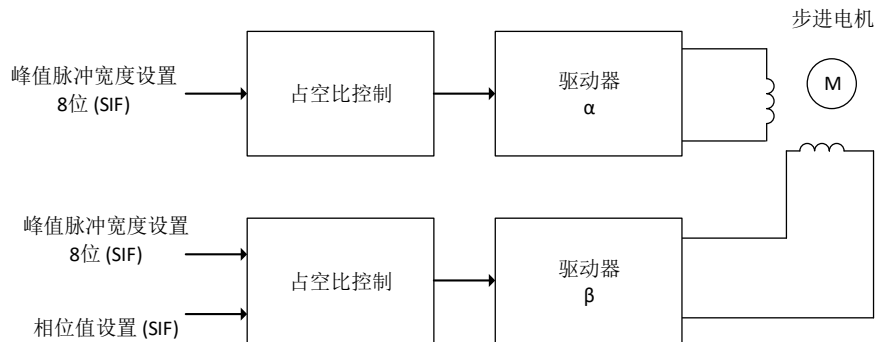 步进电机
峰值脉冲宽度设置
8位 (SIF)
占空比控制
驱动器
α
M
峰值脉冲宽度设置
8位 (SIF)
相位值设置 (SIF)
占空比控制
驱动器
β